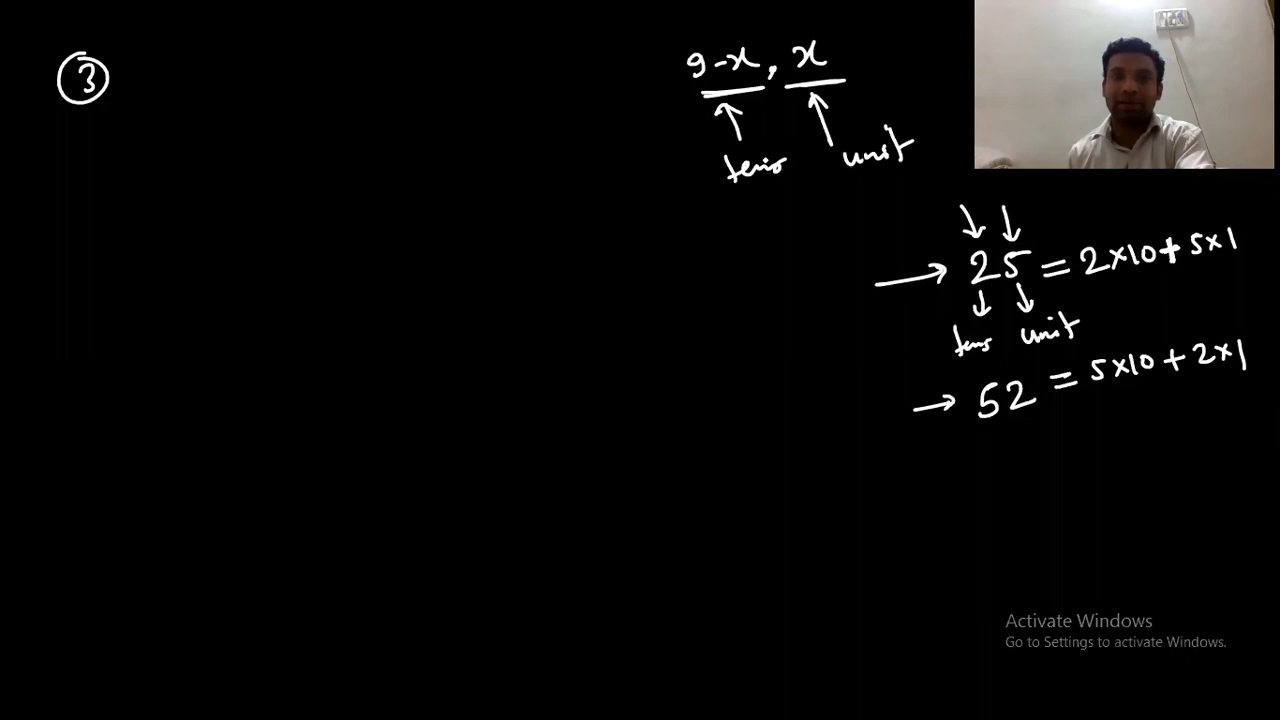 3
9-x, x
tens unit
25 = 2×10+5×1
tens unit
52 = 5×10+2×1
Activate Windows
Go to Settings to activate Windows.